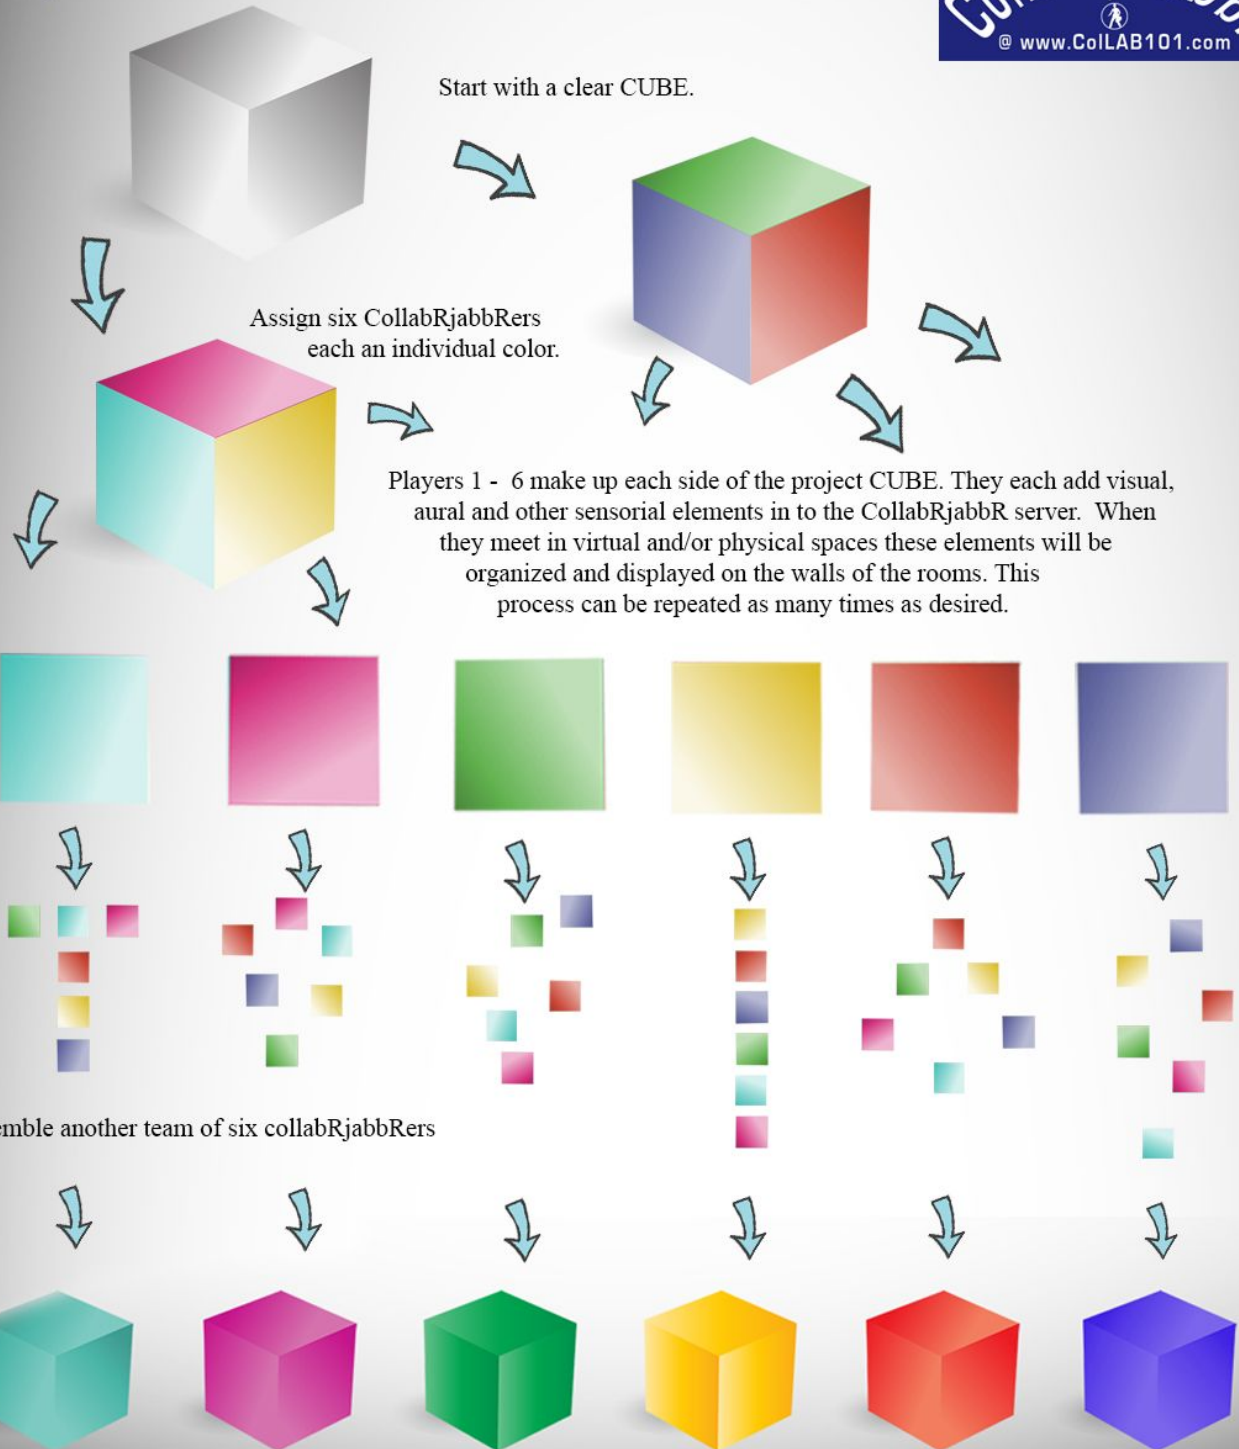 @ www.ColLAB101.com
Start with a clear CUBE.
Assign six CollabRjabbRers
each an individual color.
Players 1 - 6 make up each side of the project CUBE. They each add visual,
aural and other sensorial elements in to the CollabRjabbR server. When
they meet in virtual and/or physical spaces these elements will be
organized and displayed on the walls of the rooms. This
process can be repeated as many times as desired.
emble another team of six collabRjabbRers